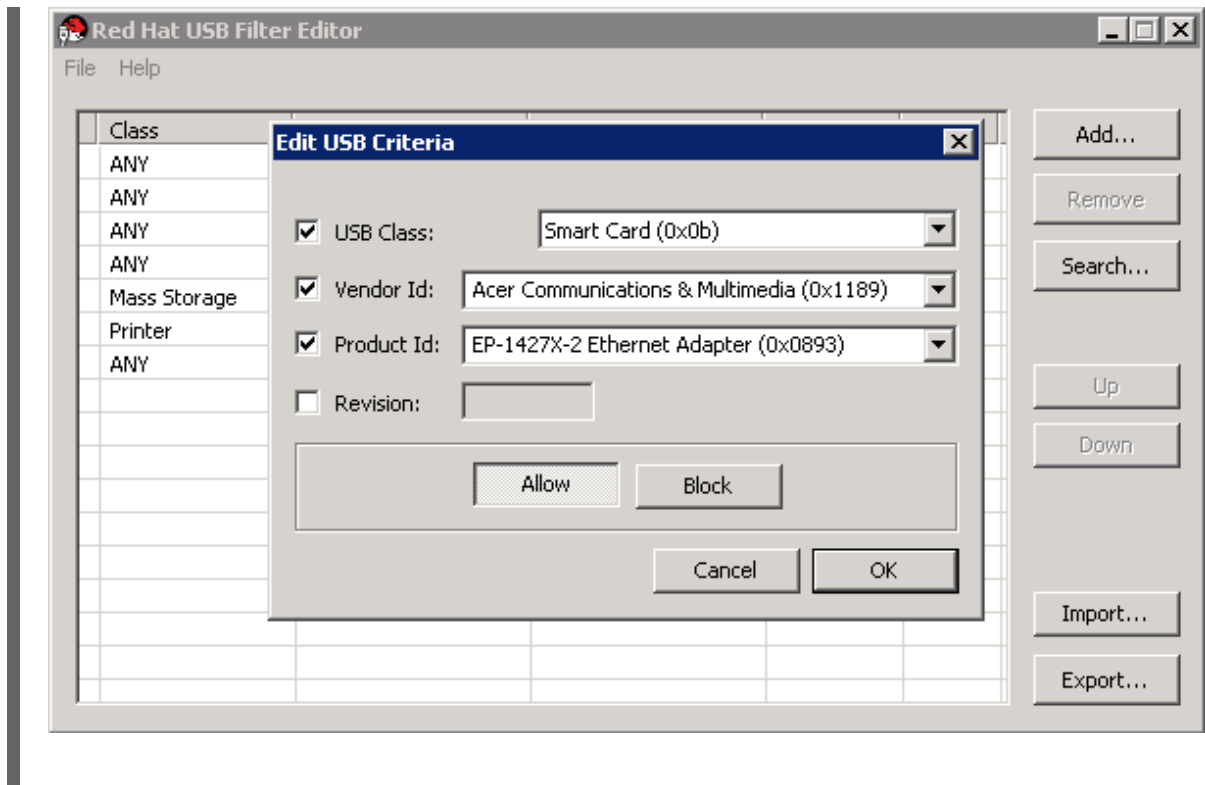 Red Hat USB Filter Editor
File Help
Class
ANY
ANY
ANY
ANY
Mass Storage
Printer
ANY
Edit USB Criteria
USB Class: Smart Card (0x0b)
Vendor Id: Acer Communications & Multimedia (0x1189)
Product Id: EP-1427X-2 Ethernet Adapter (0x0893)
Revision:
Allow Block
Cancel OK
Add...
Remove
Search...
Up
Down
Import...
Export...